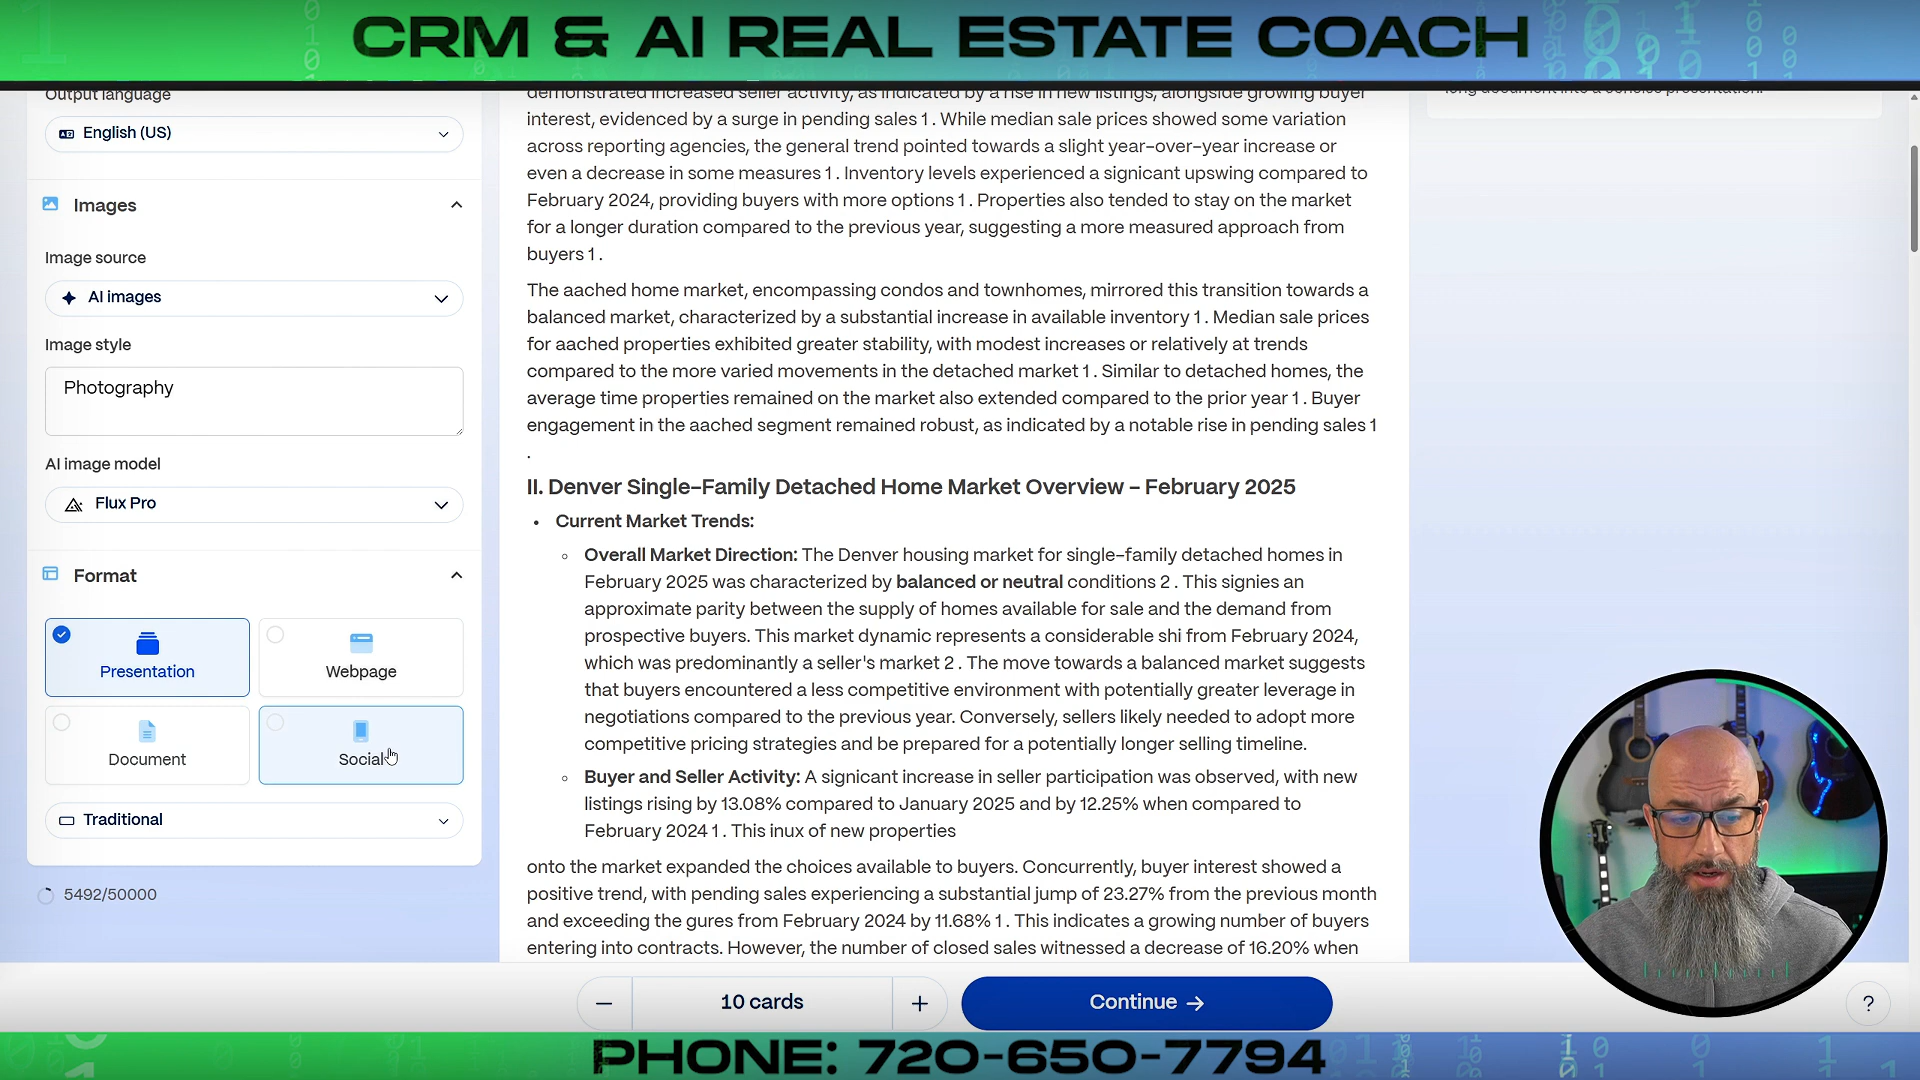 CRM & AI REAL ESTATE COACH
Output language
English (US)
Images
Image source
AI images
Image style
Photography
AI image model
Flux Pro
Format
Presentation
Webpage
Document
Social
Traditional
5492/50000
demonstrated increased seller activity, as indicated by a rise in new listings, alongside growing buyer
interest, evidenced by a surge in pending sales 1 . While median sale prices showed some variation
across reporting agencies, the general trend pointed towards a slight year-over-year increase or
even a decrease in some measures 1 . Inventory levels experienced a signicant upswing compared to
February 2024, providing buyers with more options 1 . Properties also tended to stay on the market
for a longer duration compared to the previous year, suggesting a more measured approach from
buyers 1 .
The aached home market, encompassing condos and townhomes, mirrored this transition towards a
balanced market, characterized by a substantial increase in available inventory 1 . Median sale prices
for aached properties exhibited greater stability, with modest increases or relatively at trends
compared to the more varied movements in the detached market 1 . Similar to detached homes, the
average time properties remained on the market also extended compared to the prior year 1 . Buyer
engagement in the aached segment remained robust, as indicated by a notable rise in pending sales 1
.
II. Denver Single-Family Detached Home Market Overview – February 2025
• Current Market Trends:
◦ Overall Market Direction: The Denver housing market for single-family detached homes in
February 2025 was characterized by balanced or neutral conditions 2 . This signies an
approximate parity between the supply of homes available for sale and the demand from
prospective buyers. This market dynamic represents a considerable shi from February 2024,
which was predominantly a seller's market 2 . The move towards a balanced market suggests
that buyers encountered a less competitive environment with potentially greater leverage in
negotiations compared to the previous year. Conversely, sellers likely needed to adopt more
competitive pricing strategies and be prepared for a potentially longer selling timeline.
◦ Buyer and Seller Activity: A signicant increase in seller participation was observed, with new
listings rising by 13.08% compared to January 2025 and by 12.25% when compared to
February 2024 1 . This inux of new properties
onto the market expanded the choices available to buyers. Concurrently, buyer interest showed a
positive trend, with pending sales experiencing a substantial jump of 23.27% from the previous month
and exceeding the gures from February 2024 by 11.68% 1 . This indicates a growing number of buyers
entering into contracts. However, the number of closed sales witnessed a decrease of 16.20% when
long document into a concise presentation.
− 10 cards +
Continue →
?
PHONE: 720-650-7794